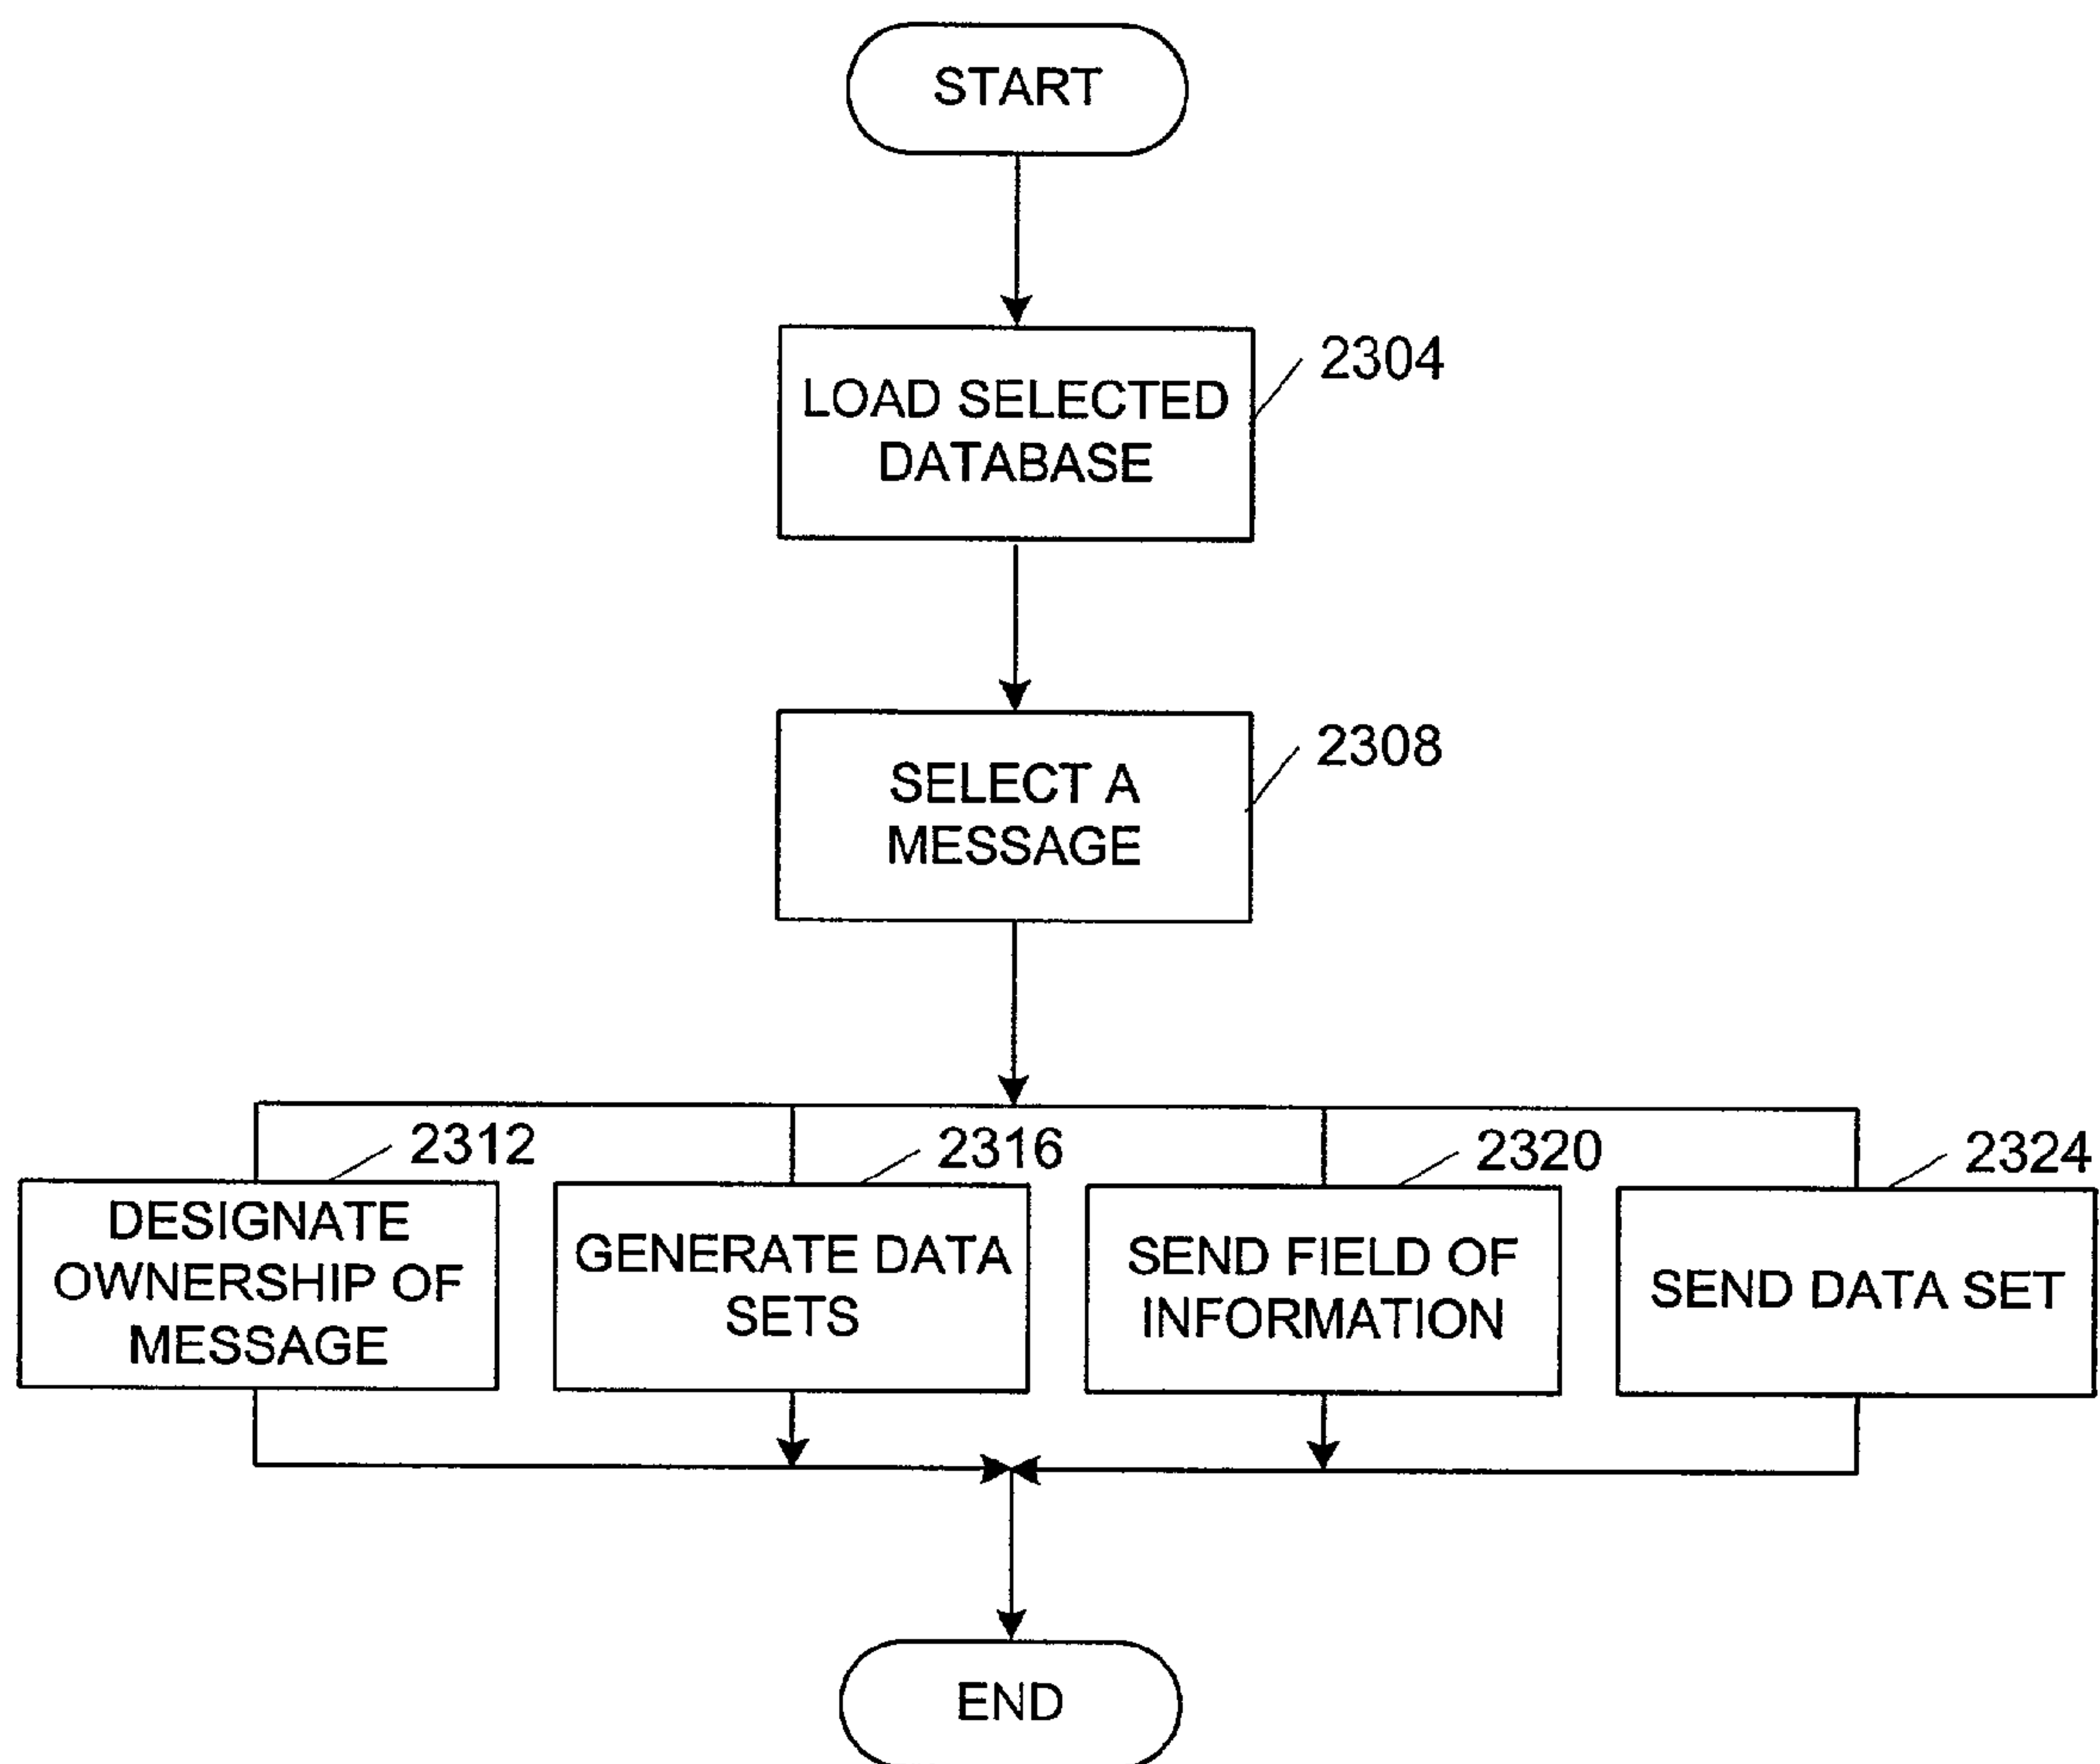 START
2304
LOAD SELECTED
DATABASE
2308
SELECT A
MESSAGE
2312
DESIGNATE
OWNERSHIP OF
MESSAGE
2316
GENERATE DATA
SETS
2320
SEND FIELD OF
INFORMATION
2324
SEND DATA SET
END